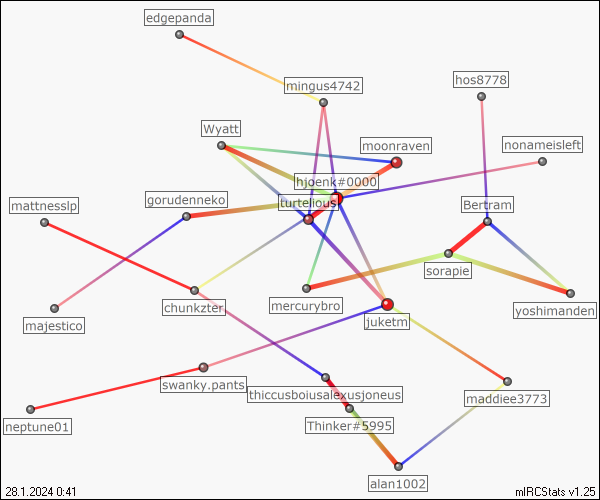 edgepanda
hos8778
mingus4742
Wyatt
moonraven
nonameisleft
hjoenk#0000
gorudenneko
turtelious
mattnesslp
Bertram
sorapie
chunkzter
mercurybro
yoshimanden
majestico
juketm
swanky.pants
thiccusboiusalexusjoneus
maddiee3773
neptune01
Thinker#5995
alan1002
28.1.2024 0:41
mIRCStats v1.25